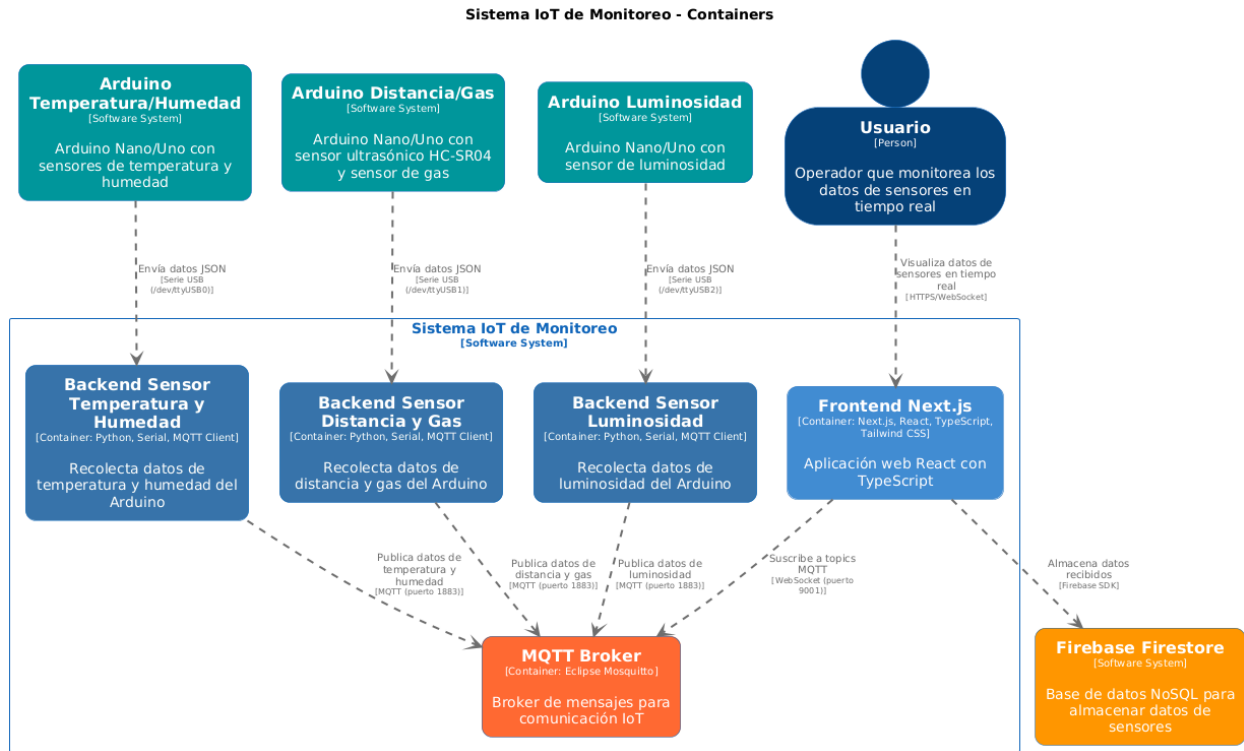 Sistema IoT de Monitoreo - Containers
Arduino
Temperatura/Humedad
[Software System]
Arduino Nano/Uno con
sensores de temperatura y
humedad
Arduino Distancia/Gas
[Software System]
Arduino Nano/Uno con
sensor ultrasónico HC-SR04
y sensor de gas
Arduino Luminosidad
[Software System]
Arduino Nano/Uno con
sensor de luminosidad
Usuario
[Person]
Operador que monitorea los
datos de sensores en
tiempo real
Envía datos JSON
[Serie USB
(/dev/ttyUSB0)]
Envía datos JSON
[Serie USB
(/dev/ttyUSB1)]
Envía datos JSON
[Serie USB
(/dev/ttyUSB2)]
Visualiza datos de
sensores en tiempo
real
[HTTPS/WebSocket]
Sistema IoT de Monitoreo
[Software System]
Backend Sensor
Temperatura y
Humedad
[Container: Python, Serial, MQTT Client]
Recolecta datos de
temperatura y humedad del
Arduino
Backend Sensor
Distancia y Gas
[Container: Python, Serial, MQTT Client]
Recolecta datos de
distancia y gas del Arduino
Backend Sensor
Luminosidad
[Container: Python, Serial, MQTT Client]
Recolecta datos de
luminosidad del Arduino
Frontend Next.js
[Container: Next.js, React, TypeScript,
Tailwind CSS]
Aplicación web React con
TypeScript
Publica datos de
temperatura y
humedad
[MQTT (puerto 1883)]
Publica datos de
distancia y gas
[MQTT (puerto 1883)]
Publica datos de
luminosidad
[MQTT (puerto 1883)]
Suscribe a topics
MQTT
[WebSocket (puerto
9001)]
Almacena datos
recibidos
[Firebase SDK]
MQTT Broker
[Container: Eclipse Mosquitto]
Broker de mensajes para
comunicación IoT
Firebase Firestore
[Software System]
Base de datos NoSQL para
almacenar datos de
sensores